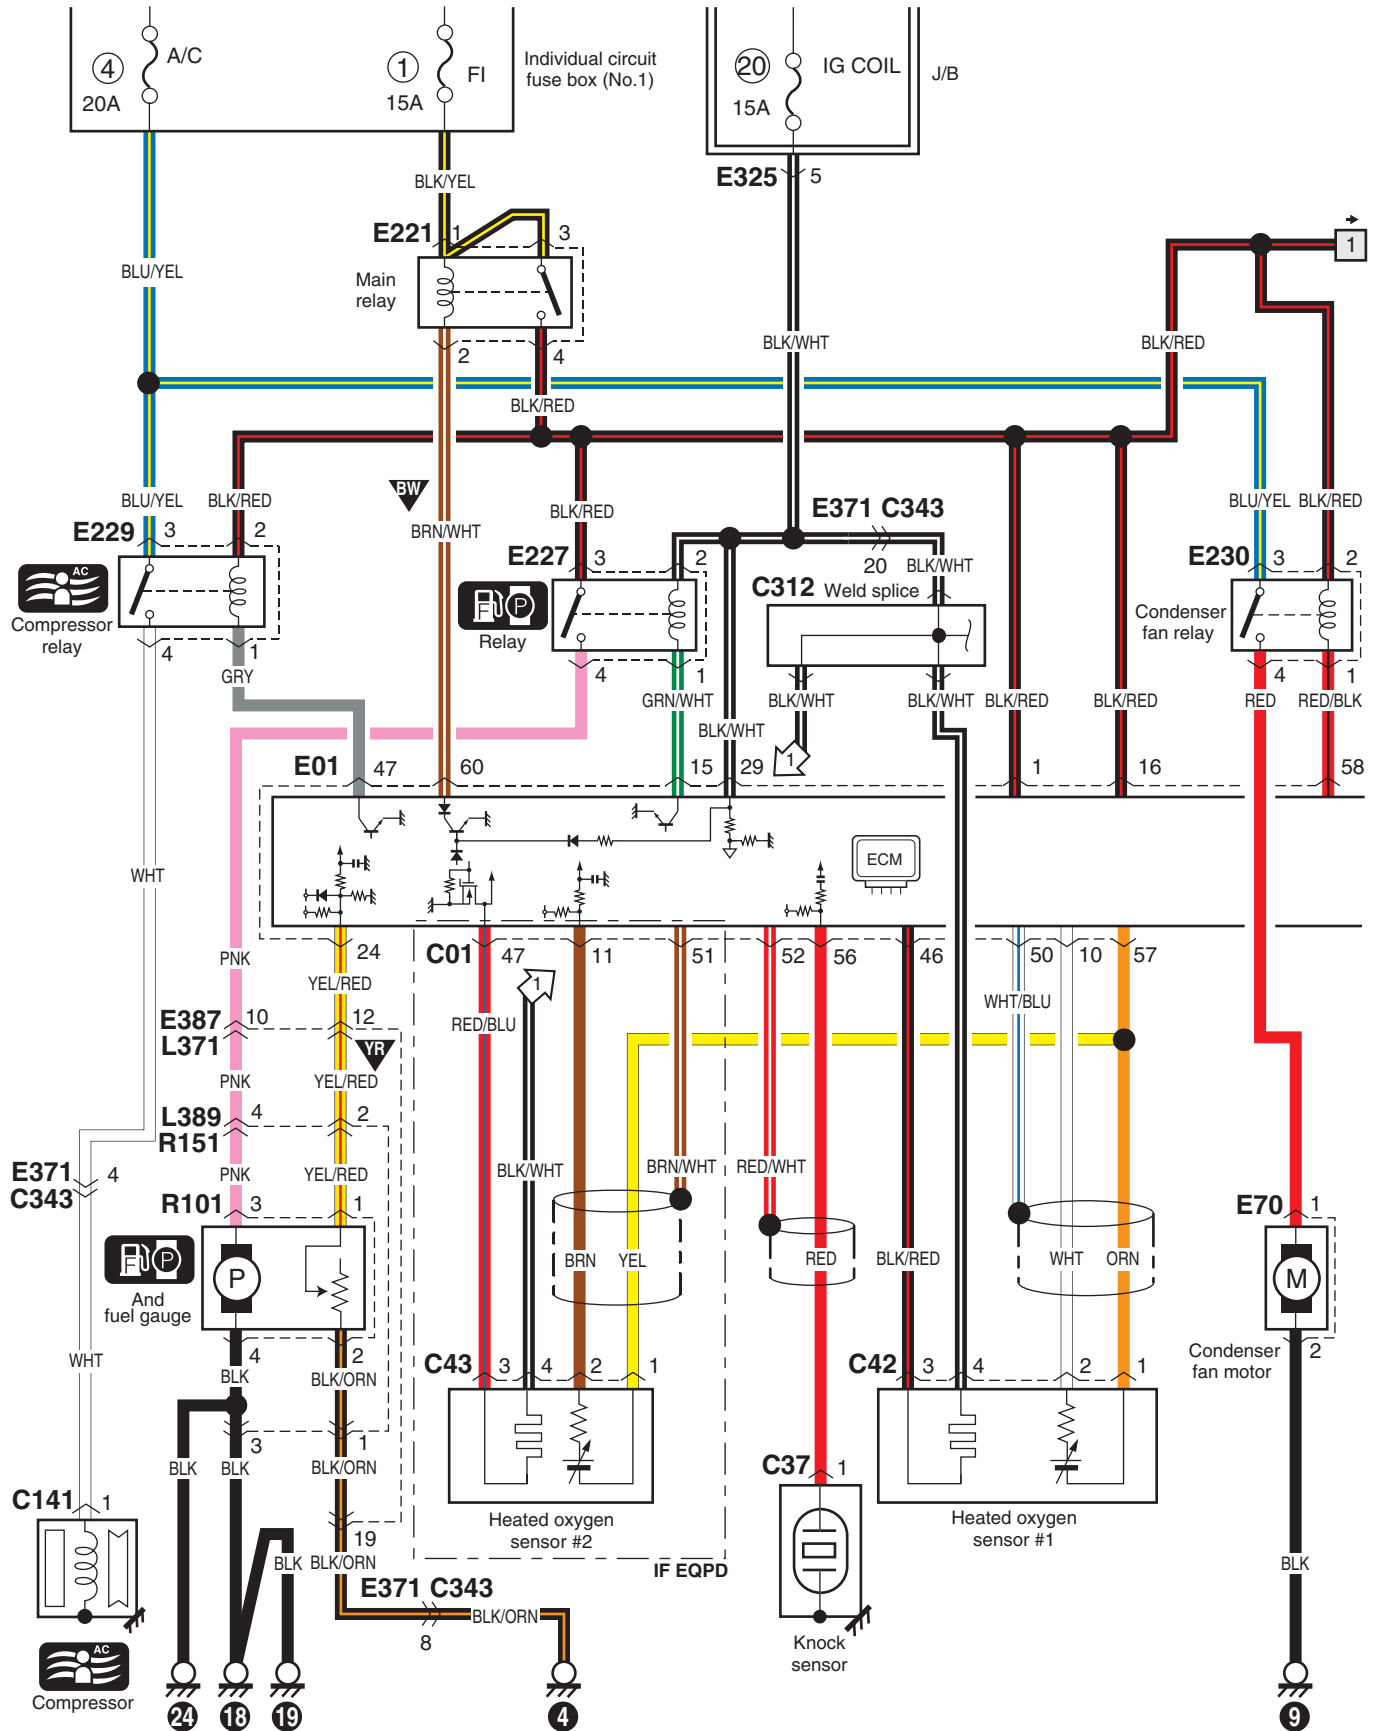 4 A/C 20A
1 FI 15A
Individual circuit
fuse box (No.1)
20 IG COIL 15A
J/B
E325 5
BLK/YEL
E221 1 3
1
Main
relay
BLU/YEL
2 4
BLK/WHT
BLK/RED
BLK/RED
BLU/YEL BLK/RED
BW
BRN/WHT
BLK/RED
E371 C343
20
BLU/YEL BLK/RED
E229 3 2
E227 3 2
BLK/WHT
E230 3 2
AC
Compressor
relay
F P
Relay
C312 Weld splice
Condenser
fan relay
4 1
4 1
4 1
GRY
GRN/WHT
BLK/WHT
BLK/WHT
BLK/WHT
BLK/RED
BLK/RED
RED
RED/BLK
1
E01 47 60 15 29 1 16 58
ECM
WHT
24
C01 47 11 51 52 56 46 50 10 57
PNK
YEL/RED
1
RED/BLU
WHT/BLU
E387 10 12
L371
YR
PNK YEL/RED
L389 4 2
R151
E371 4
C343
PNK YEL/RED
BLK/WHT
BRN/WHT
RED/WHT
R101 3 1
E70 1
F P
And
fuel gauge
P
BRN YEL
RED
BLK/RED
WHT ORN
M
4 2
2
Condenser
fan motor
WHT
BLK BLK/ORN
C43 3 4 2 1
C42 3 4 2 1
3 1
BLK BLK BLK/ORN
C37 1
C141 1
Heated oxygen
sensor #2
Heated oxygen
sensor #1
19
BLK BLK/ORN
IF EQPD
BLK
E371 C343
BLK/ORN
8
Knock
sensor
AC
Compressor
24 18 19 4 9